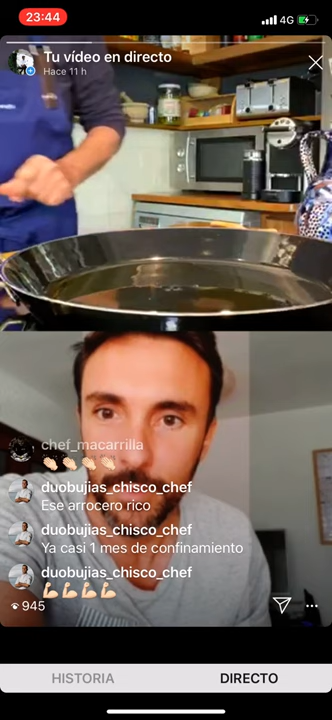 23:44
4G
Tu vídeo en directo
Hace 11 h
chef_macarrilla
👏🏻👏🏻👏🏻👏🏻
duobujias_chisco_chef
Ese arrocero rico
duobujias_chisco_chef
Ya casi 1 mes de confinamiento
duobujias_chisco_chef
💪🏻💪🏻💪🏻💪🏻
945
HISTORIA
DIRECTO